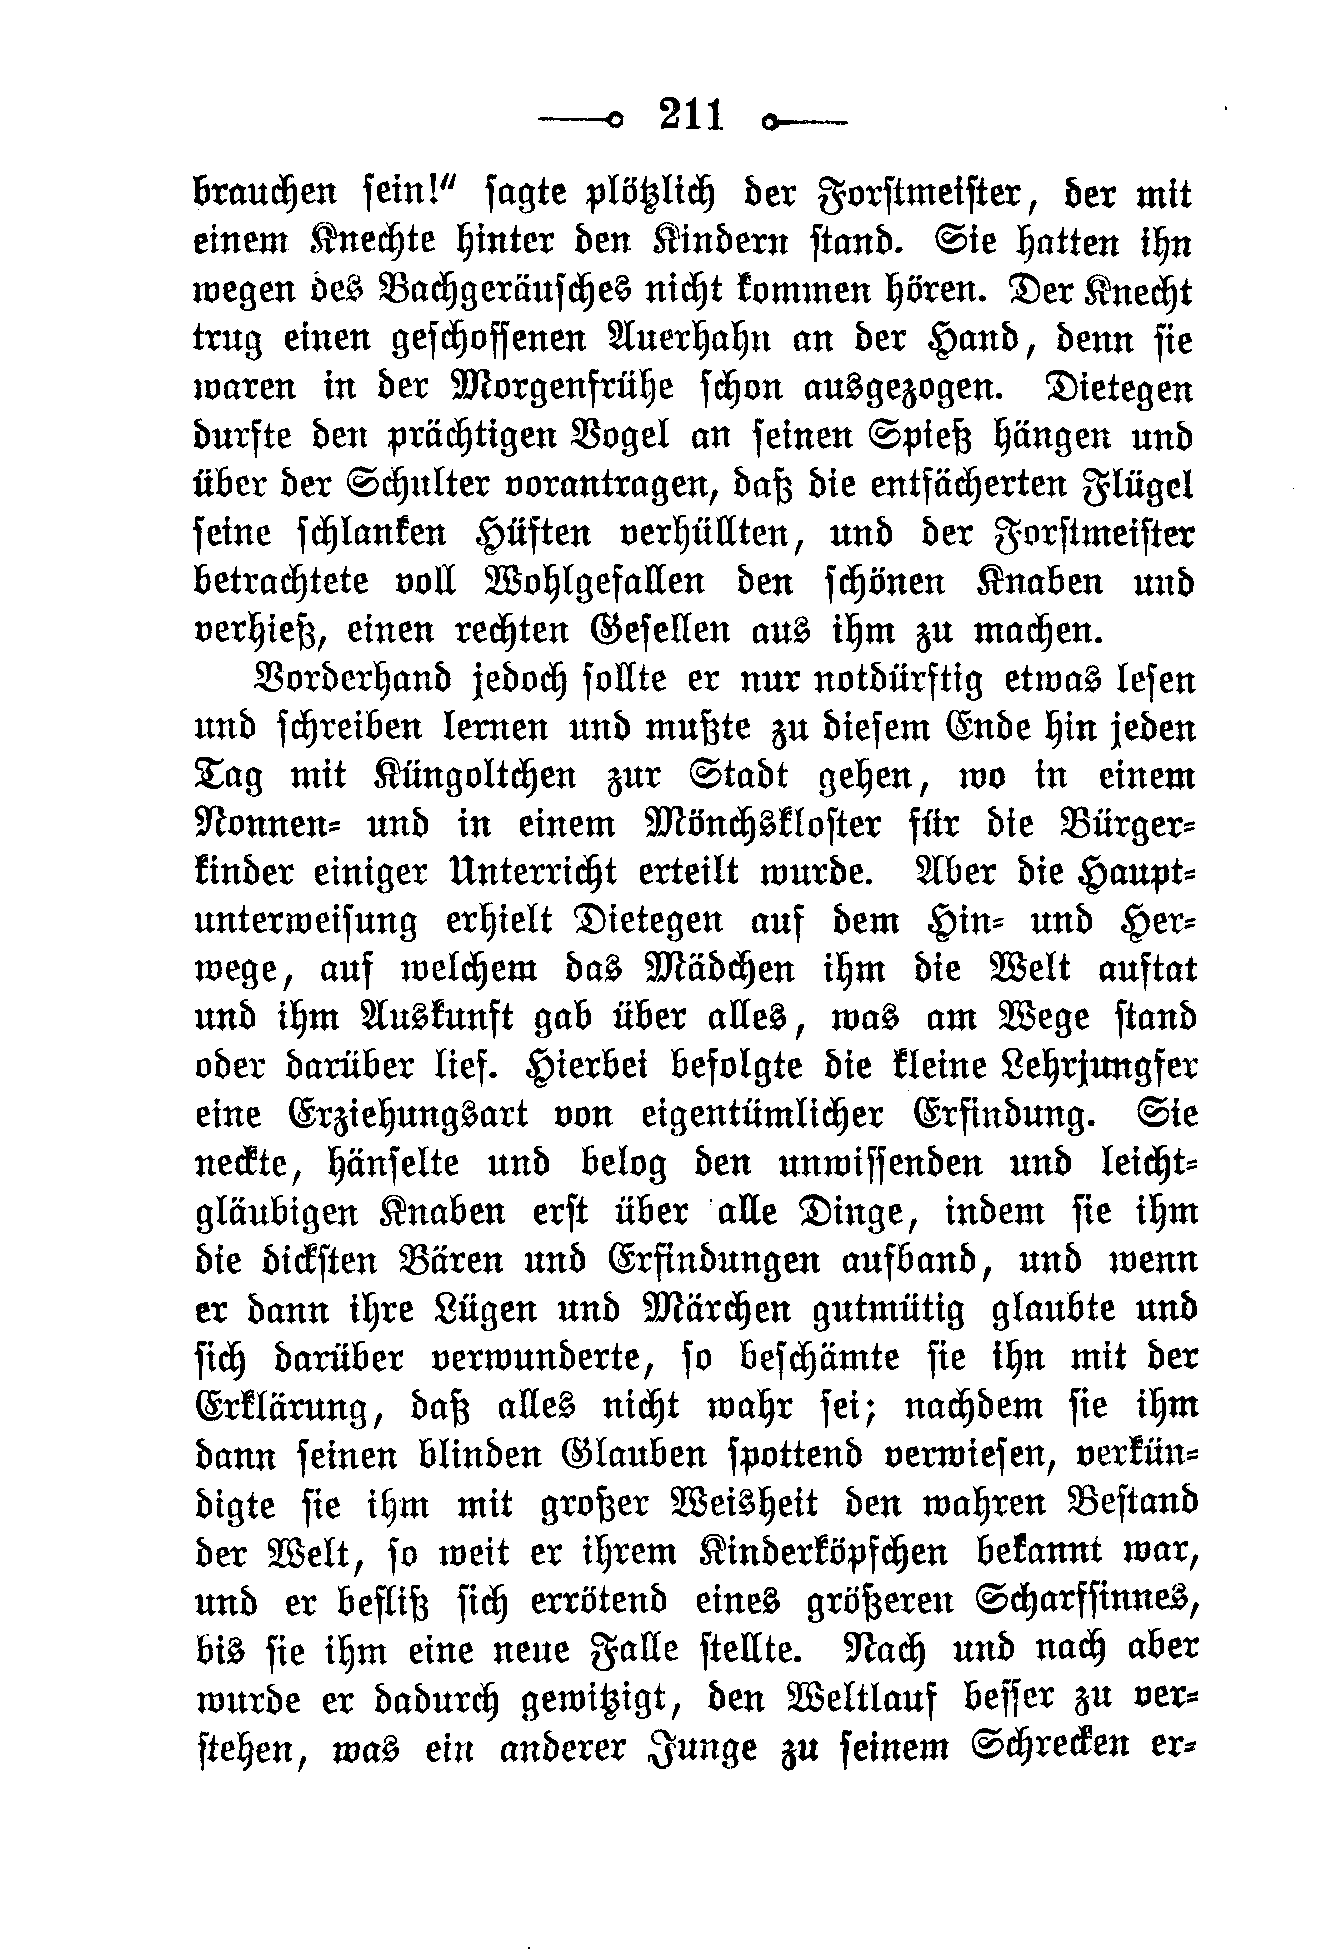 211
brauchen sein!“ sagte plötzlich der Forstmeister, der mit
einem Knechte hinter den Kindern stand. Sie hatten ihn
wegen des Bachgeräusches nicht kommen hören. Der Knecht
trug einen geschossenen Auerhahn an der Hand, denn sie
waren in der Morgenfrühe schon ausgezogen. Dietegen
durfte den prächtigen Vogel an seinen Spieß hängen und
über der Schulter vorantragen, daß die entfächerten Flügel
seine schlanken Hüften verhüllten, und der Forstmeister
betrachtete voll Wohlgefallen den schönen Knaben und
verhieß, einen rechten Gesellen aus ihm zu machen.
Vorderhand jedoch sollte er nur notdürftig etwas lesen
und schreiben lernen und mußte zu diesem Ende hin jeden
Tag mit Küngoltchen zur Stadt gehen, wo in einem
Nonnen- und in einem Mönchskloster für die Bürger-
kinder einiger Unterricht erteilt wurde. Aber die Haupt-
unterweisung erhielt Dietegen auf dem Hin- und Her-
wege, auf welchem das Mädchen ihm die Welt auftat
und ihm Auskunft gab über alles, was am Wege stand
oder darüber lief. Hierbei befolgte die kleine Lehrjungfer
eine Erziehungsart von eigentümlicher Erfindung. Sie
neckte, hänselte und belog den unwissenden und leicht-
gläubigen Knaben erst über alle Dinge, indem sie ihm
die dicksten Bären und Erfindungen aufband, und wenn
er dann ihre Lügen und Märchen gutmütig glaubte und
sich darüber verwunderte, so beschämte sie ihn mit der
Erklärung, daß alles nicht wahr sei; nachdem sie ihm
dann seinen blinden Glauben spottend verwiesen, verkün-
digte sie ihm mit großer Weisheit den wahren Bestand
der Welt, so weit er ihrem Kinderköpfchen bekannt war,
und er befliß sich errötend eines größeren Scharfsinnes,
bis sie ihm eine neue Falle stellte. Nach und nach aber
wurde er dadurch gewitzigt, den Weltlauf besser zu ver-
stehen, was ein anderer Junge zu seinem Schrecken er-